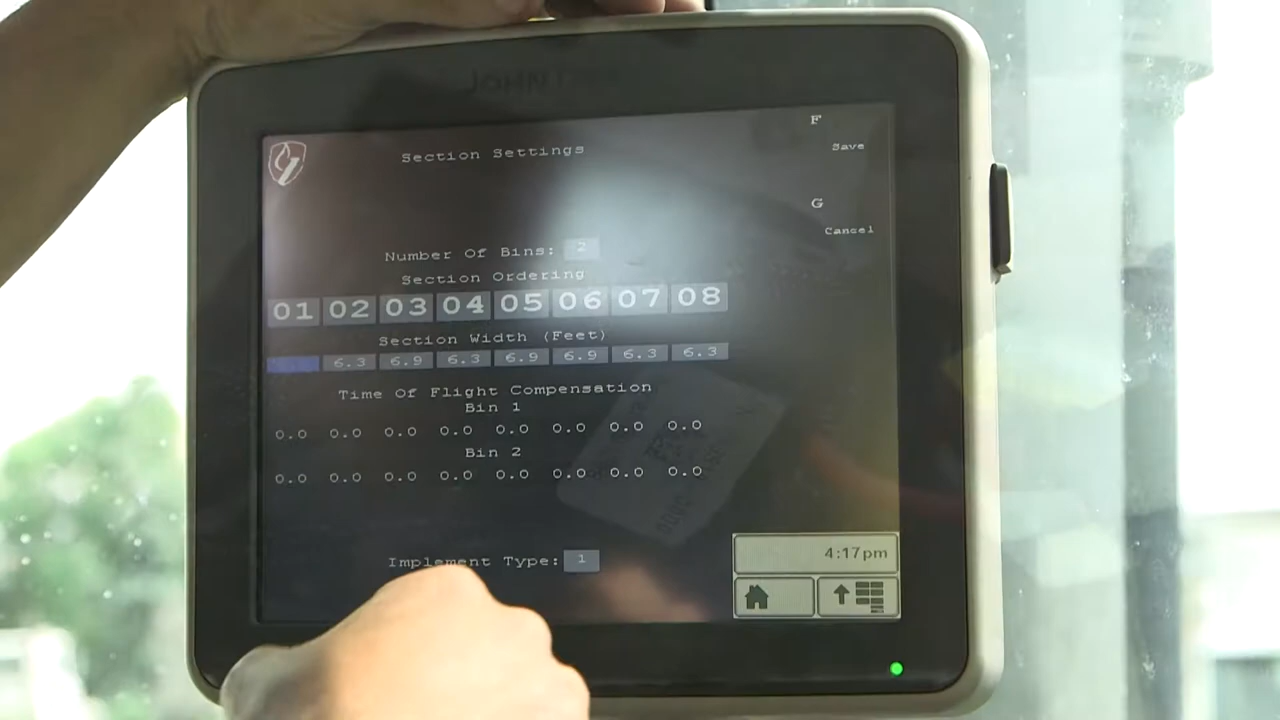 JOHN
F
Save
Section Settings
G
Cancel
Number Of Bins: 2
Section Ordering
01 02 03 04 05 06 07 08
Section Width (Feet)
6.3 6.9 6.3 6.9 6.9 6.3 6.3
Time Of Flight Compensation
Bin 1
0.0 0.0 0.0 0.0 0.0 0.0 0.0 0.0
Bin 2
0.0 0.0 0.0 0.0 0.0 0.0 0.0 0.0
Implement Type: 1
4:17pm